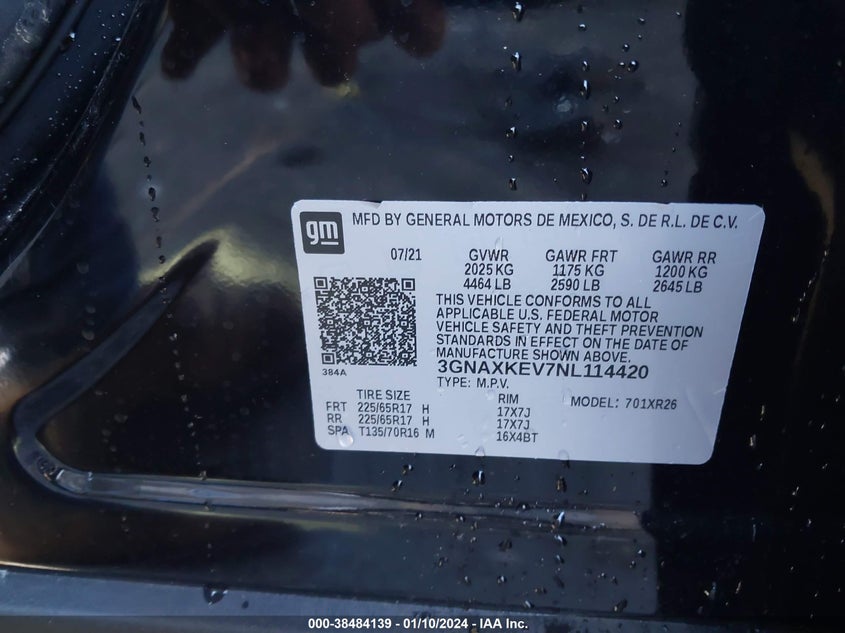 gm
MFD BY GENERAL MOTORS DE MEXICO, S. DE R.L. DE C.V.
07/21 GVWR GAWR FRT GAWR RR
2025 KG 1175 KG 1200 KG
4464 LB 2590 LB 2645 LB
THIS VEHICLE CONFORMS TO ALL
APPLICABLE U.S. FEDERAL MOTOR
VEHICLE SAFETY AND THEFT PREVENTION
STANDARDS IN EFFECT ON THE DATE OF
MANUFACTURE SHOWN ABOVE.
384A
3GNAXKEV7NL114420
TYPE: M.P.V.
TIRE SIZE RIM MODEL: 701XR26
FRT 225/65R17 H 17X7J
RR 225/65R17 H 17X7J
SPA T135/70R16 M 16X4BT
000-38484139 - 01/10/2024 - IAA Inc.